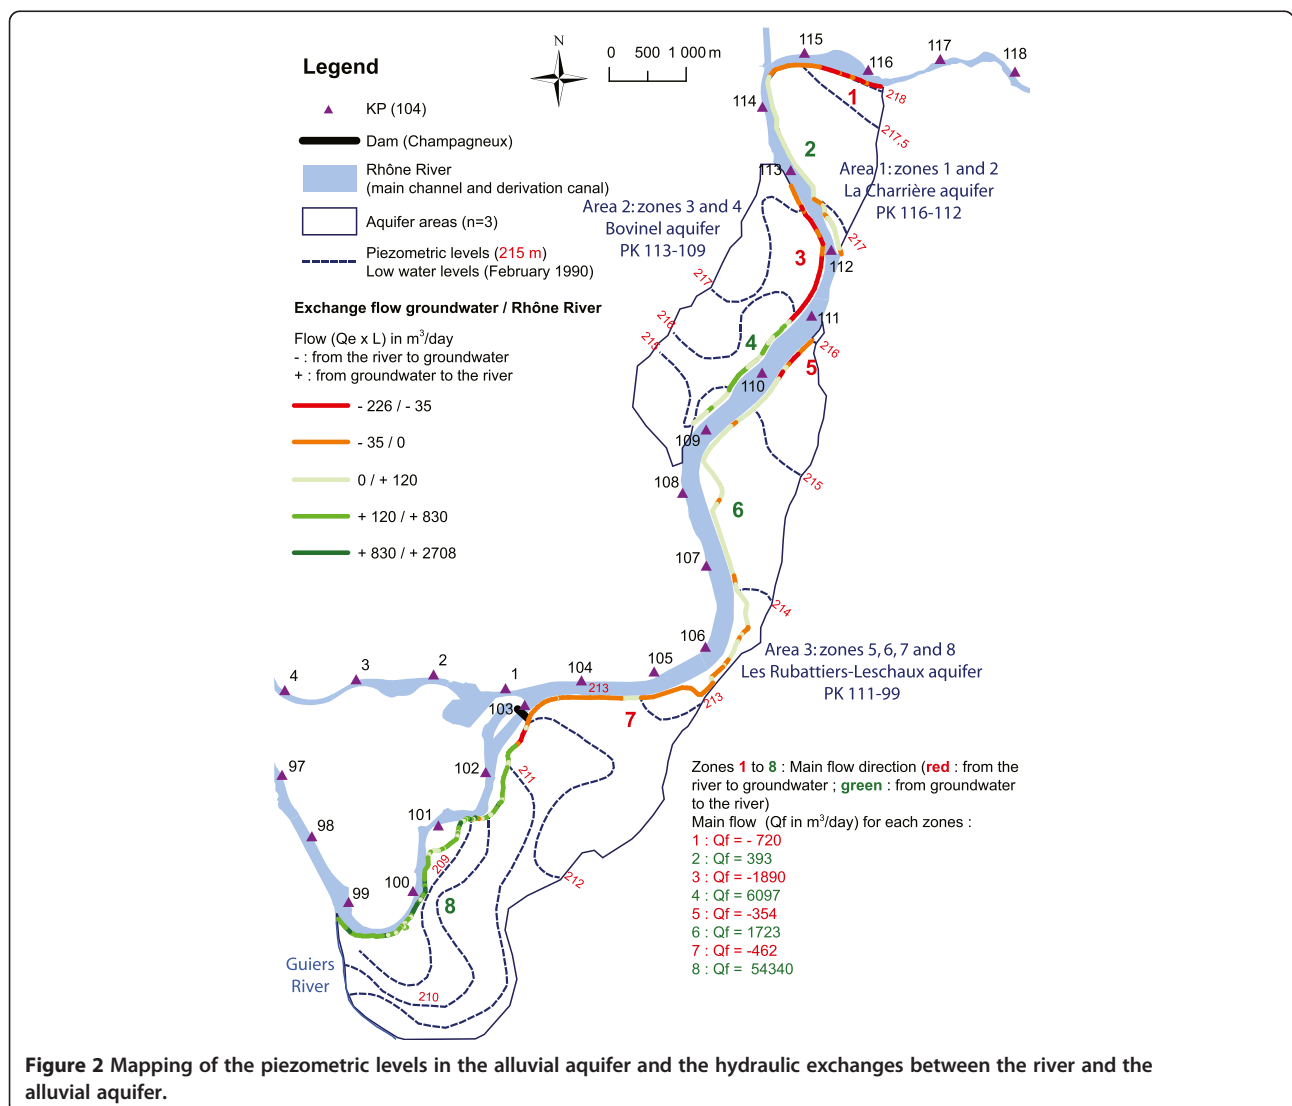 Legend
KP (104)
Dam (Champagneux)
Rhône River
(main channel and derivation canal)
Aquifer areas (n=3)
Piezometric levels (215 m)
Low water levels (February 1990)
Exchange flow groundwater / Rhône River
Flow (Qe x L) in m³/day
- : from the river to groundwater
+ : from groundwater to the river
- 226 / - 35
- 35 / 0
0 / + 120
+ 120 / + 830
+ 830 / + 2708
N
0 500 1 000 m
115
116
117
118
114
1
218
217,5
2
113
Area 1: zones 1 and 2
La Charrière aquifer
PK 116-112
Area 2: zones 3 and 4
Bovinel aquifer
PK 113-109
217
3
112
217
216
215
111
4
216
5
110
109
215
108
6
107
214
106
Area 3: zones 5, 6, 7 and 8
Les Rubattiers-Leschaux aquifer
PK 111-99
105
104
213
213
7
1
2
3
4
103
102
211
101
209
212
100
8
97
98
99
210
Guiers
River
Zones 1 to 8 : Main flow direction (red : from the
river to groundwater ; green : from groundwater
to the river)
Main flow (Qf in m³/day) for each zones :
1 : Qf = - 720
2 : Qf = 393
3 : Qf = -1890
4 : Qf = 6097
5 : Qf = -354
6 : Qf = 1723
7 : Qf = -462
8 : Qf = 54340
Figure 2 Mapping of the piezometric levels in the alluvial aquifer and the hydraulic exchanges between the river and the
alluvial aquifer.